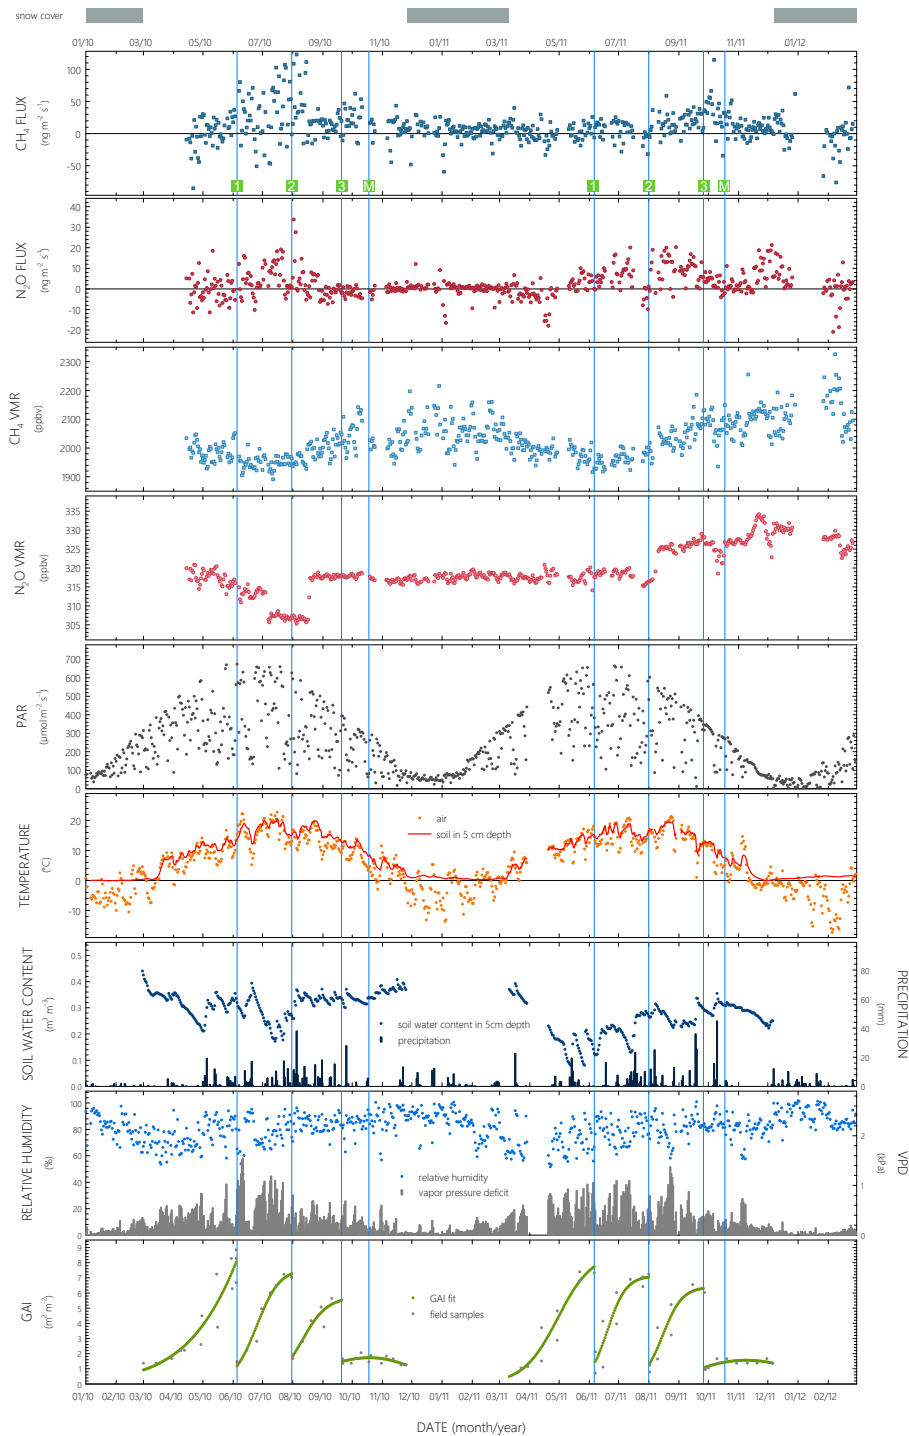 snow cover
01/10 03/10 05/10 07/10 09/10 11/10 01/11 03/11 05/11 07/11 09/11 11/11 01/12
CH4 FLUX
(ng m⁻² s⁻¹)
100
50
0
-50
1 2 3 M 1 2 3 M
N2O FLUX
(ng m⁻² s⁻¹)
40
30
20
10
0
-10
-20
CH4 VMR
(ppbv)
2300
2200
2100
2000
1900
N2O VMR
(ppbv)
335
330
325
320
315
310
305
PAR
(µmol m⁻² s⁻¹)
700
600
500
400
300
200
100
0
TEMPERATURE
(°C)
20
10
0
-10
air
soil in 5 cm depth
SOIL WATER CONTENT
(m³ m⁻³)
0.5
0.4
0.3
0.2
0.1
0.0
soil water content in 5cm depth
precipitation
80
60
40
20
0
PRECIPITATION
(mm)
RELATIVE HUMIDITY
(%)
100
80
60
40
20
0
relative humidity
vapor pressure deficit
2
1
0
VPD
(kPa)
GAI
(m² m⁻²)
9
8
7
6
5
4
3
2
1
0
GAI fit
field samples
01/10 02/10 03/10 04/10 05/10 06/10 07/10 08/10 09/10 10/10 11/10 12/10 01/11 02/11 03/11 04/11 05/11 06/11 07/11 08/11 09/11 10/11 11/11 12/11 01/12 02/12
DATE (month/year)